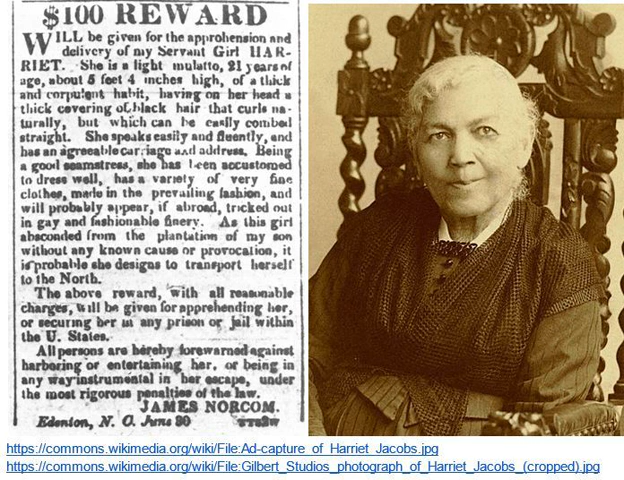 $100 REWARD
WILL be given for the apprehension and
delivery of my Servant Girl HAR-
RIET. She is a light mulatto, 21 years of
age, about 5 feet 4 inches high, of a thick
and corpulent habit, having on her head a
thick covering of black hair that curls na-
turally, but which can be easily combed
straight. She speaks easily and fluently, and
has an agreeable carriage and address. Being
a good seamstress, she has been accustomed
to dress well, has a variety of very fine
clothes, made in the prevailing fashion, and
will probably appear, if abroad, tricked out
in gay and fashionable finery. As this girl
absconded from the plantation of my son
without any known cause or provocation, it
is probable she designs to transport herself
to the North.
The above reward, with all reasonable
charges, will be given for apprehending her,
or securing her in any prison or jail within
the U. States.
All persons are hereby forewarned against
harboring or entertaining her, or being in
any way instrumental in her escape, under
the most rigorous penalties of the law.
JAMES NORCOM.
Edenton, N. C. June 30
https://commons.wikimedia.org/wiki/File:Ad-capture_of_Harriet_Jacobs.jpg
https://commons.wikimedia.org/wiki/File:Gilbert_Studios_photograph_of_Harriet_Jacobs_(cropped).jpg